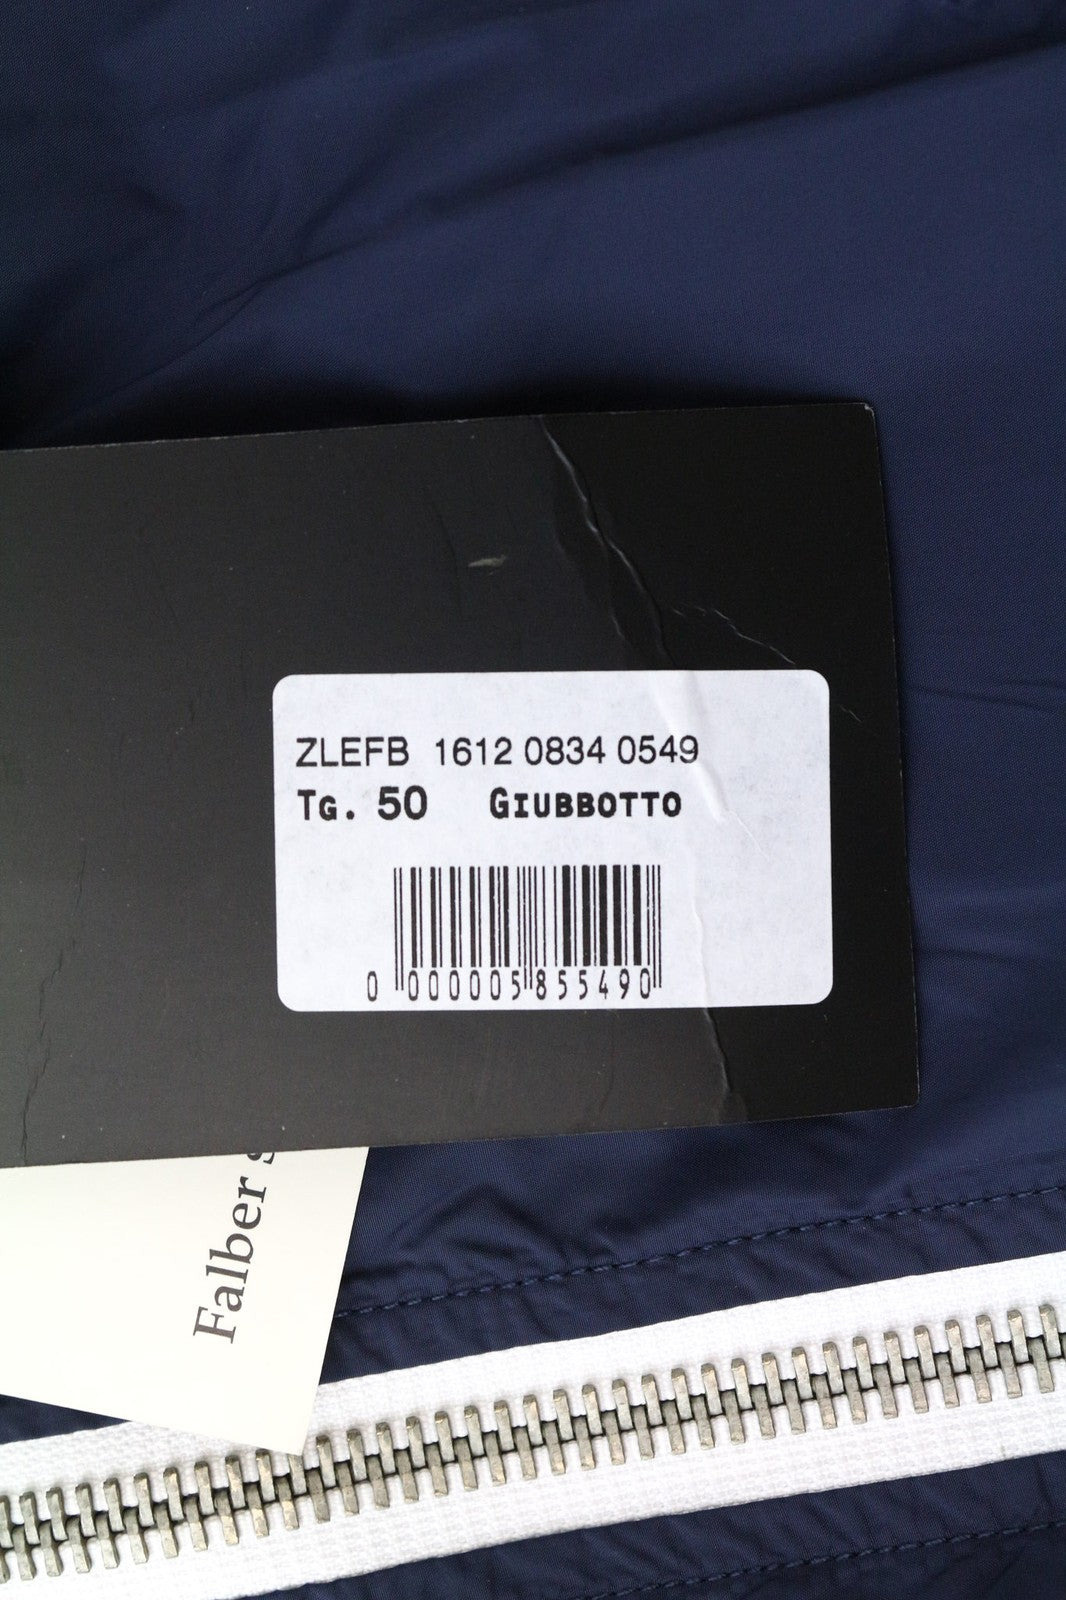 ZLEFB 1612 0834 0549
TG. 50 GIUBBOTTO
0 000005 855490
Falber